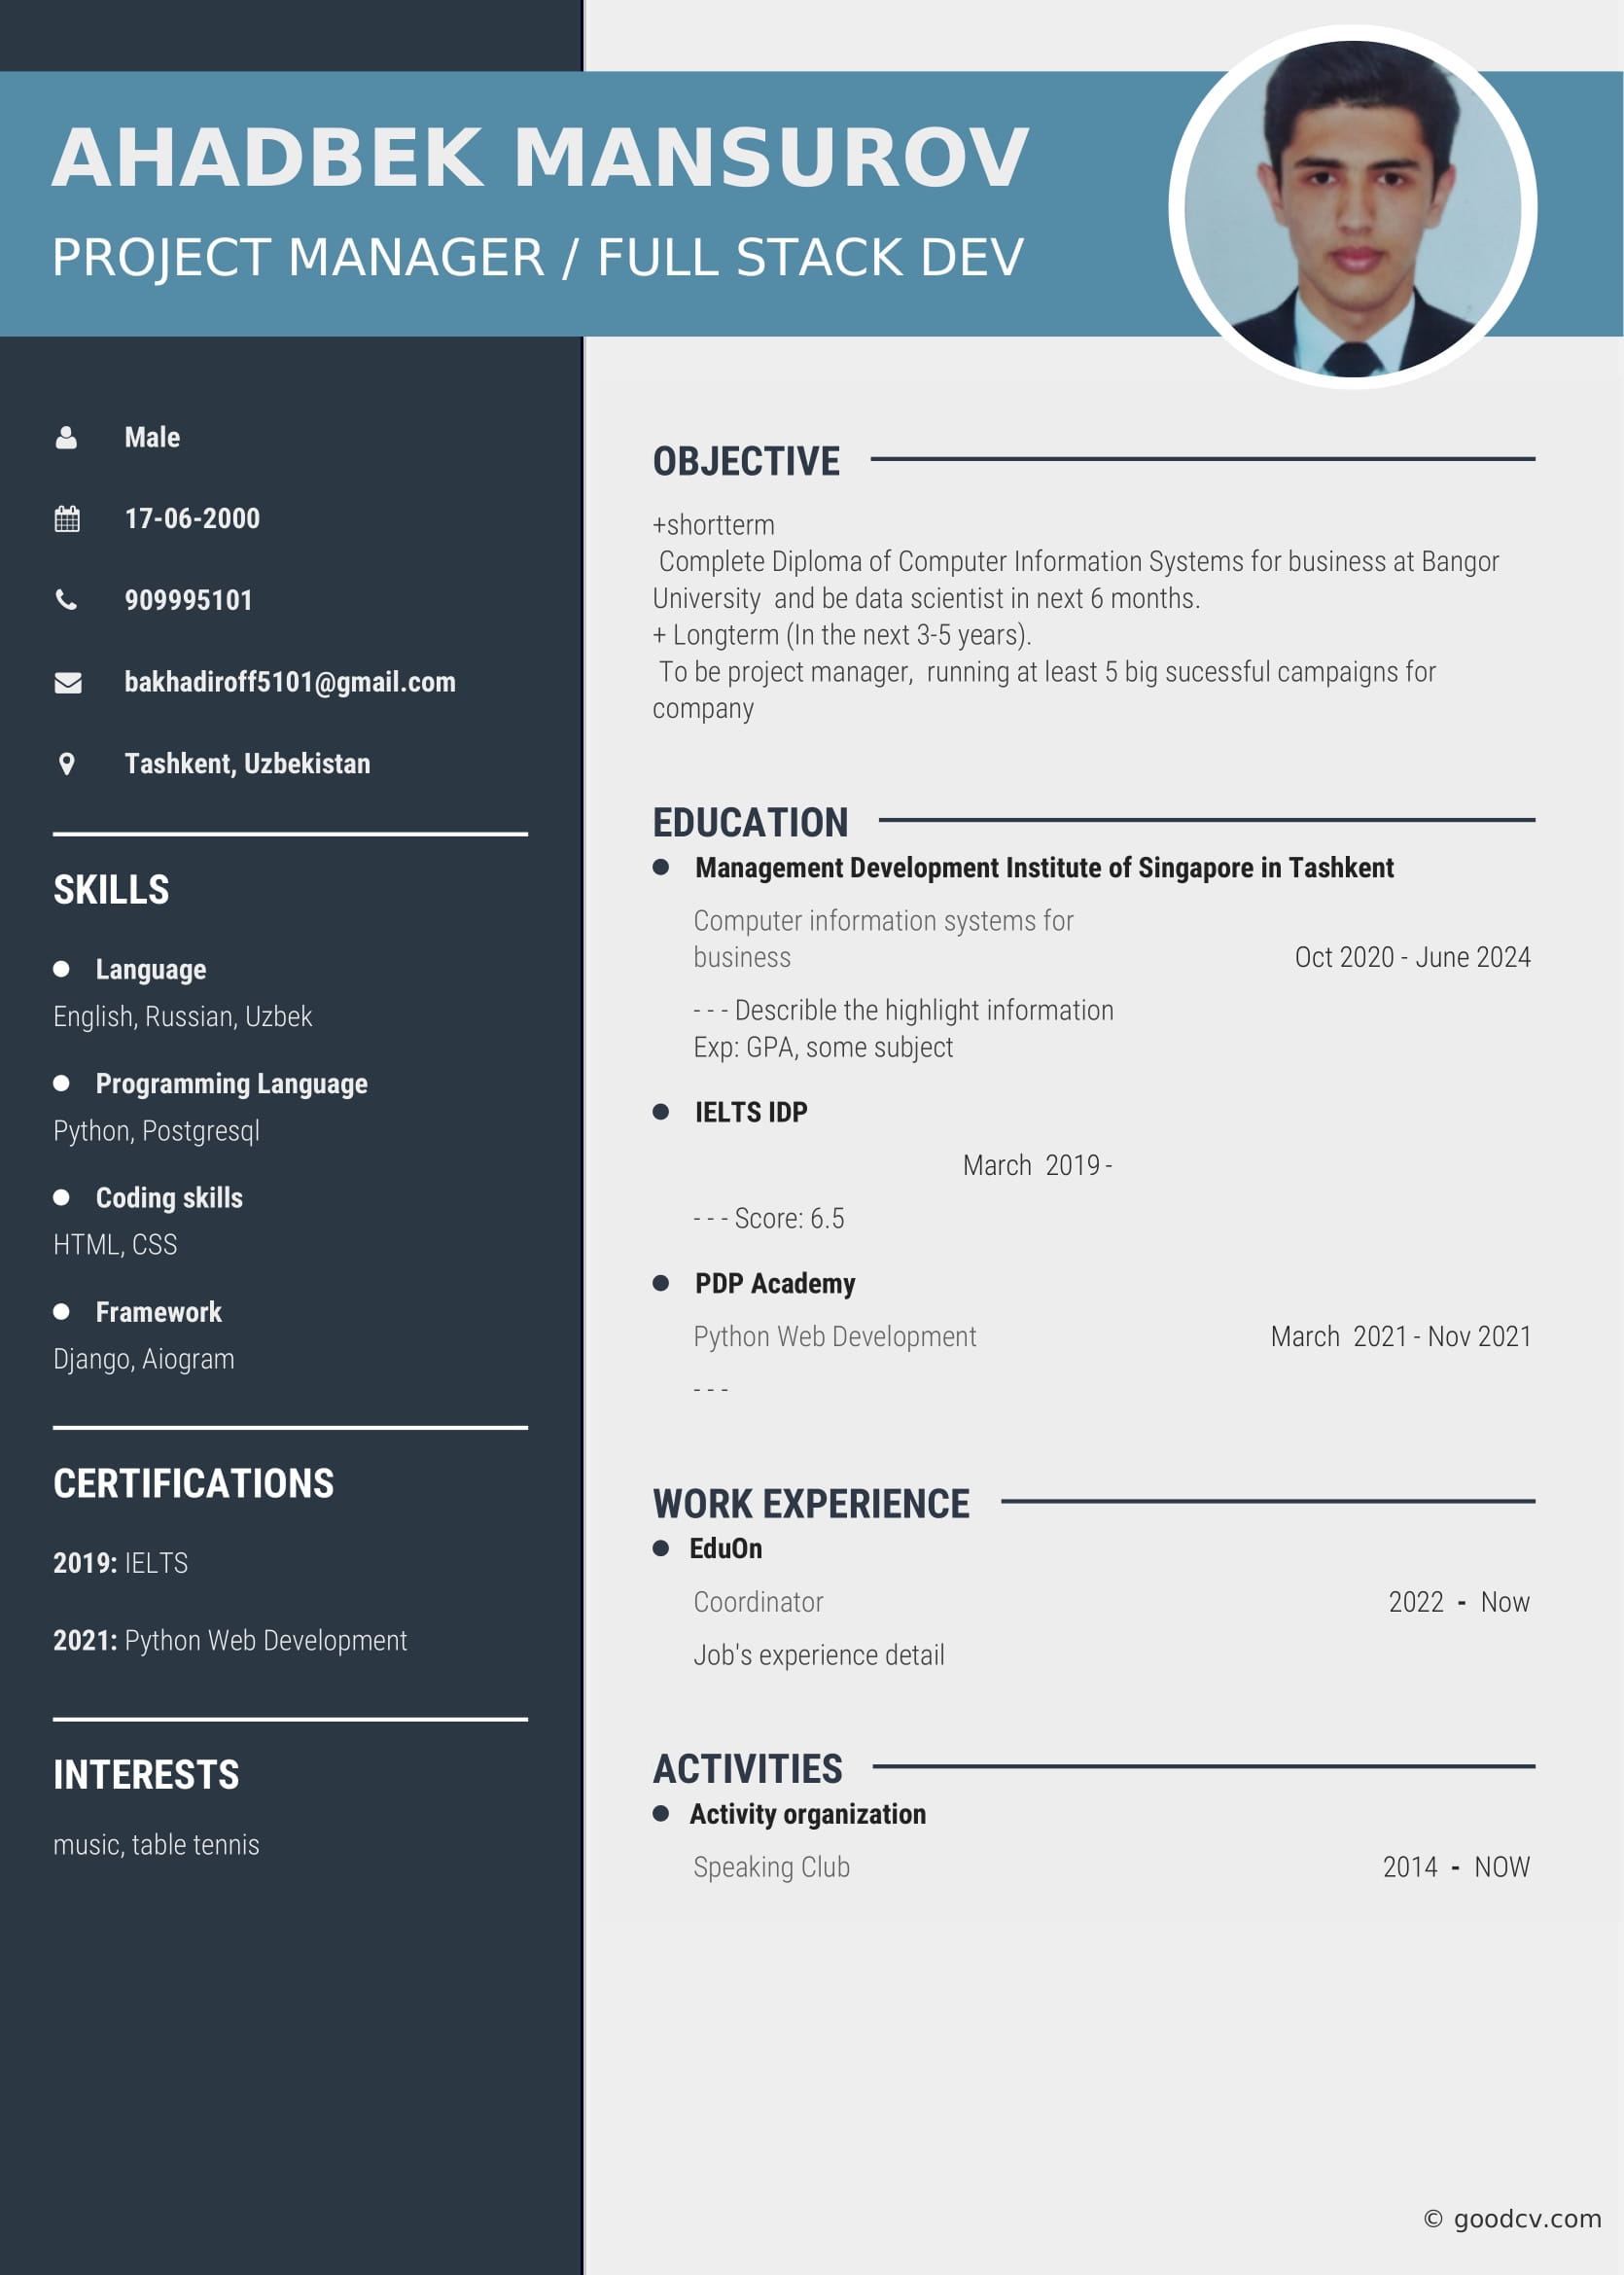 AHADBEK MANSUROV
PROJECT MANAGER / FULL STACK DEV
Male
17-06-2000
909995101
bakhadiroff5101@gmail.com
Tashkent, Uzbekistan
SKILLS
Language
English, Russian, Uzbek
Programming Language
Python, Postgresql
Coding skills
HTML, CSS
Framework
Django, Aiogram
CERTIFICATIONS
2019: IELTS
2021: Python Web Development
INTERESTS
music, table tennis
OBJECTIVE
+shortterm
Complete Diploma of Computer Information Systems for business at Bangor
University  and be data scientist in next 6 months.
+ Longterm (In the next 3-5 years).
To be project manager,  running at least 5 big sucessful campaigns for
company
EDUCATION
Management Development Institute of Singapore in Tashkent
Computer information systems for
business Oct 2020 - June 2024
- - - Describle the highlight information
Exp: GPA, some subject
IELTS IDP
March  2019 -
- - - Score: 6.5
PDP Academy
Python Web Development March  2021 - Nov 2021
- - -
WORK EXPERIENCE
EduOn
Coordinator 2022 - Now
Job's experience detail
ACTIVITIES
Activity organization
Speaking Club 2014 - NOW
© goodcv.com